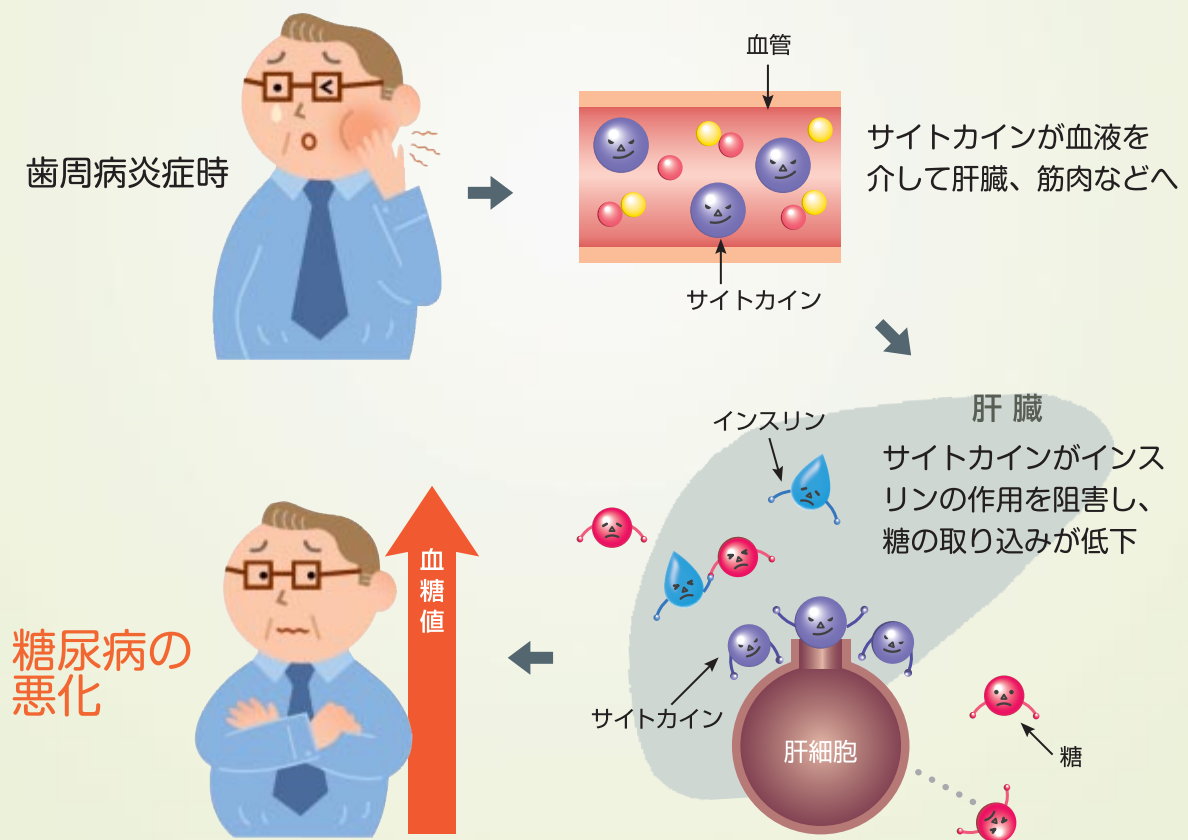 歯周病炎症時
血管
サイトカインが血液を
介して肝臓、筋肉などへ
サイトカイン
肝 臓
サイトカインがインス
リンの作用を阻害し、
糖の取り込みが低下
インスリン
サイトカイン
肝細胞
糖
血糖値
糖尿病の
悪化